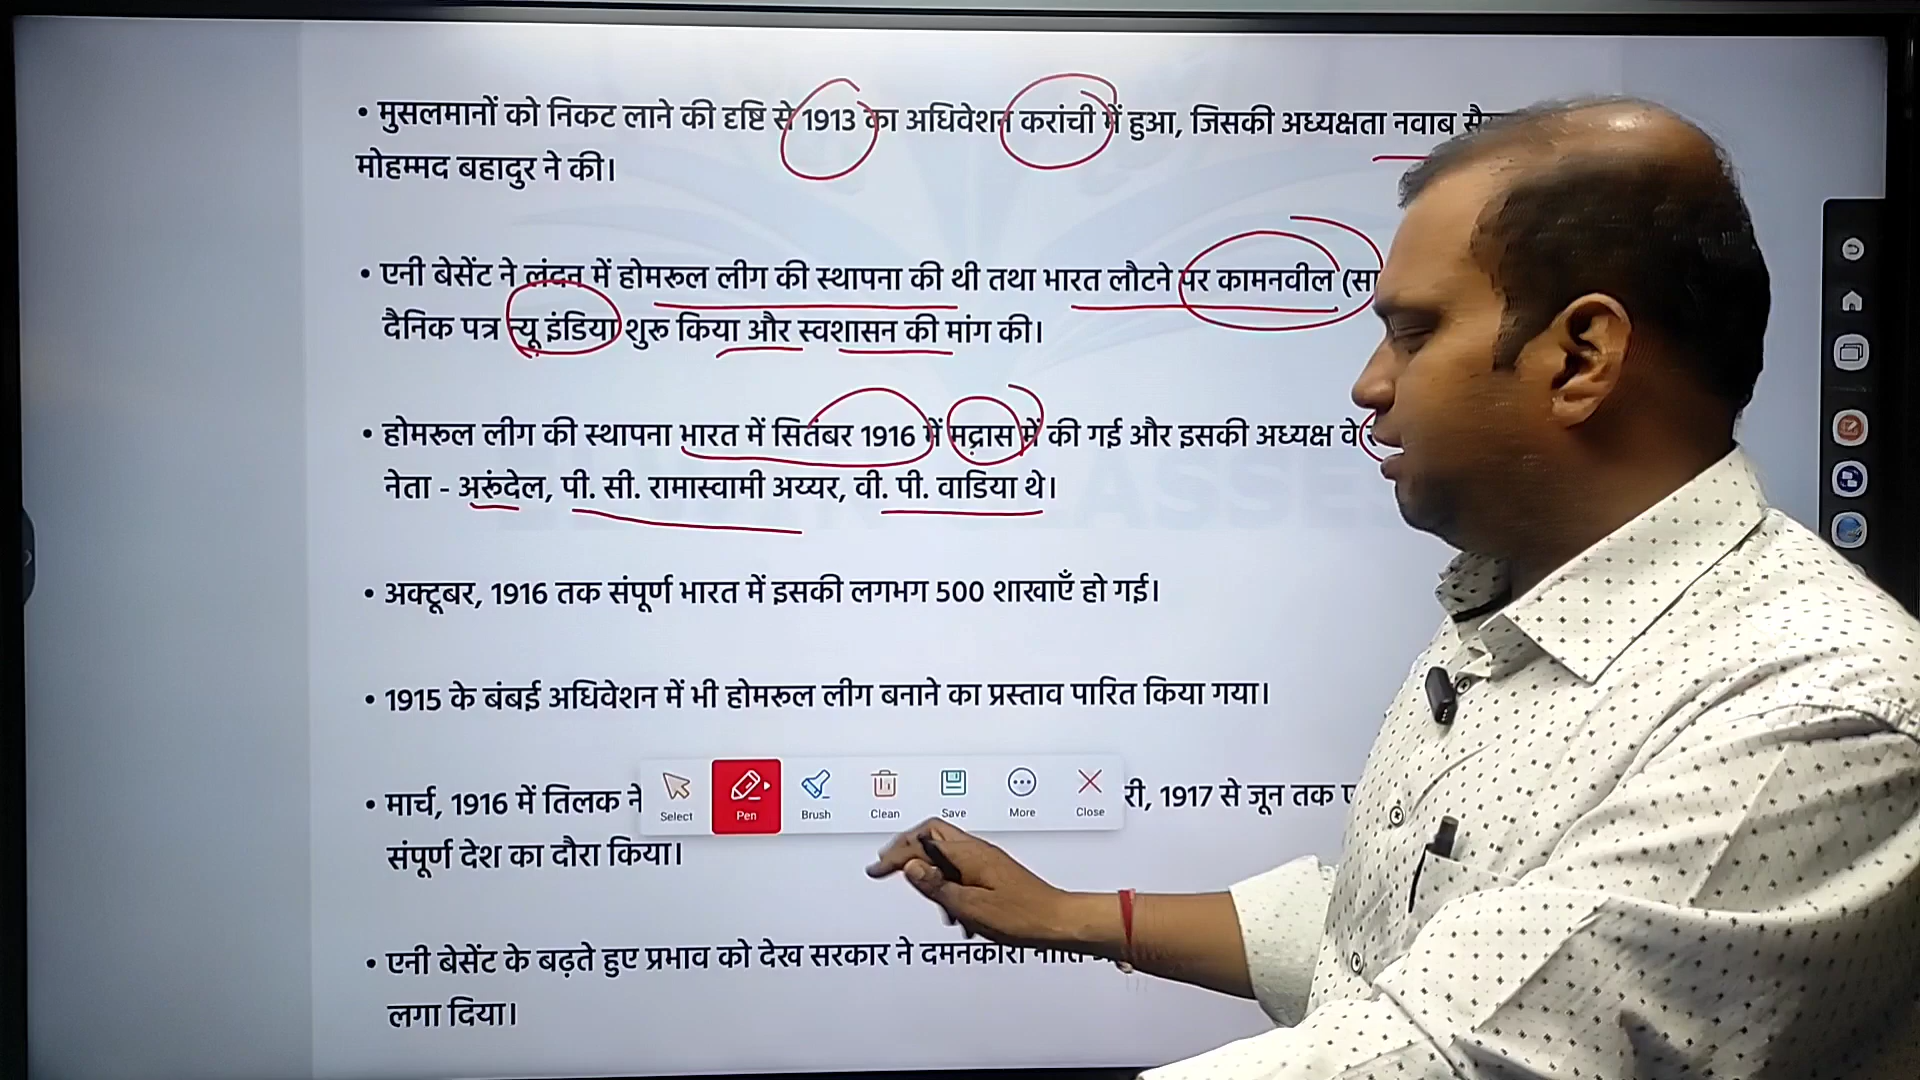 • मुसलमानों को निकट लाने की दृष्टि से 1913 का अधिवेशन करांची में हुआ, जिसकी अध्यक्षता नवाब
मोहम्मद बहादुर ने की।
• एनी बेसेंट ने लंदन में होमरूल लीग की स्थापना की थी तथा भारत लौटने पर कामनवील (सा
दैनिक पत्र न्यू इंडिया शुरू किया और स्वशासन की मांग की।
• होमरूल लीग की स्थापना भारत में सितंबर 1916 में मद्रास में की गई और इसकी अध्यक्ष वे
नेता - अरुंडेल, पी. सी. रामास्वामी अय्यर, वी. पी. वाडिया थे।
• अक्टूबर, 1916 तक संपूर्ण भारत में इसकी लगभग 500 शाखाएँ हो गई।
• 1915 के बंबई अधिवेशन में भी होमरूल लीग बनाने का प्रस्ताव पारित किया गया।
• मार्च, 1916 में तिलक ने री, 1917 से जून तक
संपूर्ण देश का दौरा किया।
Select Pen Brush Clean Save More Close
• एनी बेसेंट के बढ़ते हुए प्रभाव को देख सरकार ने दमनकारी
लगा दिया।